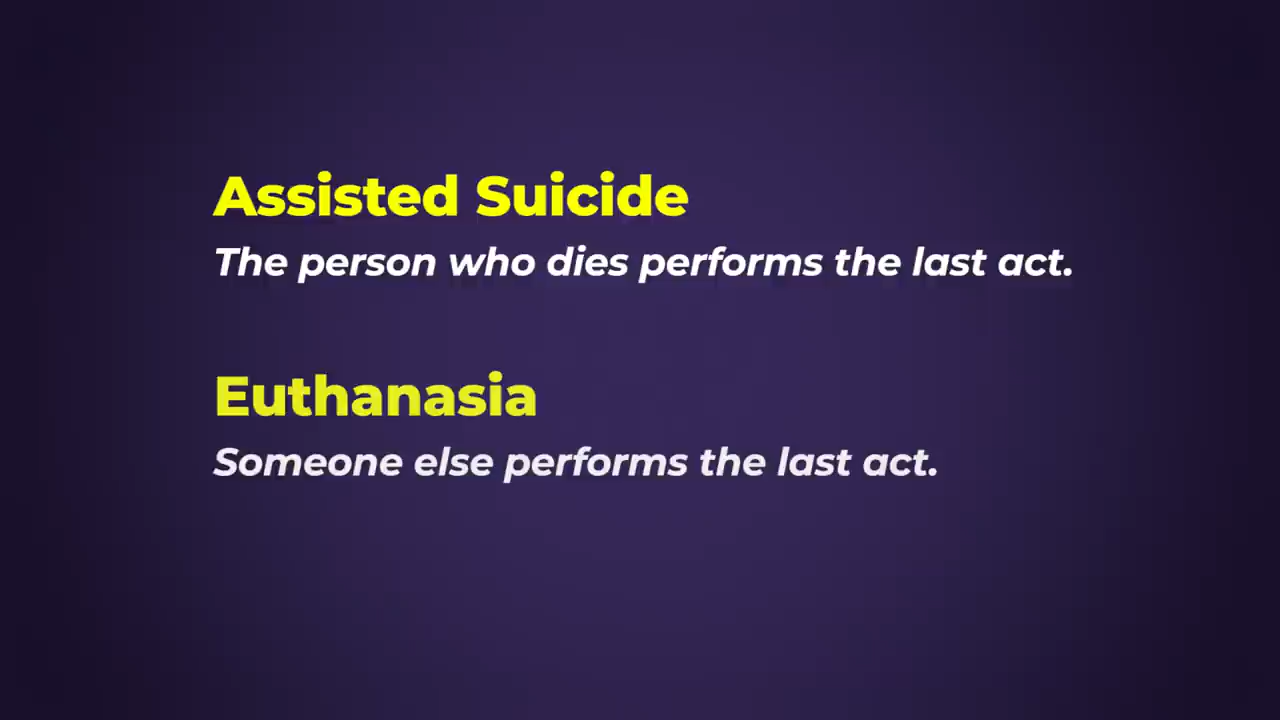 Assisted Suicide
The person who dies performs the last act.
Euthanasia
Someone else performs the last act.